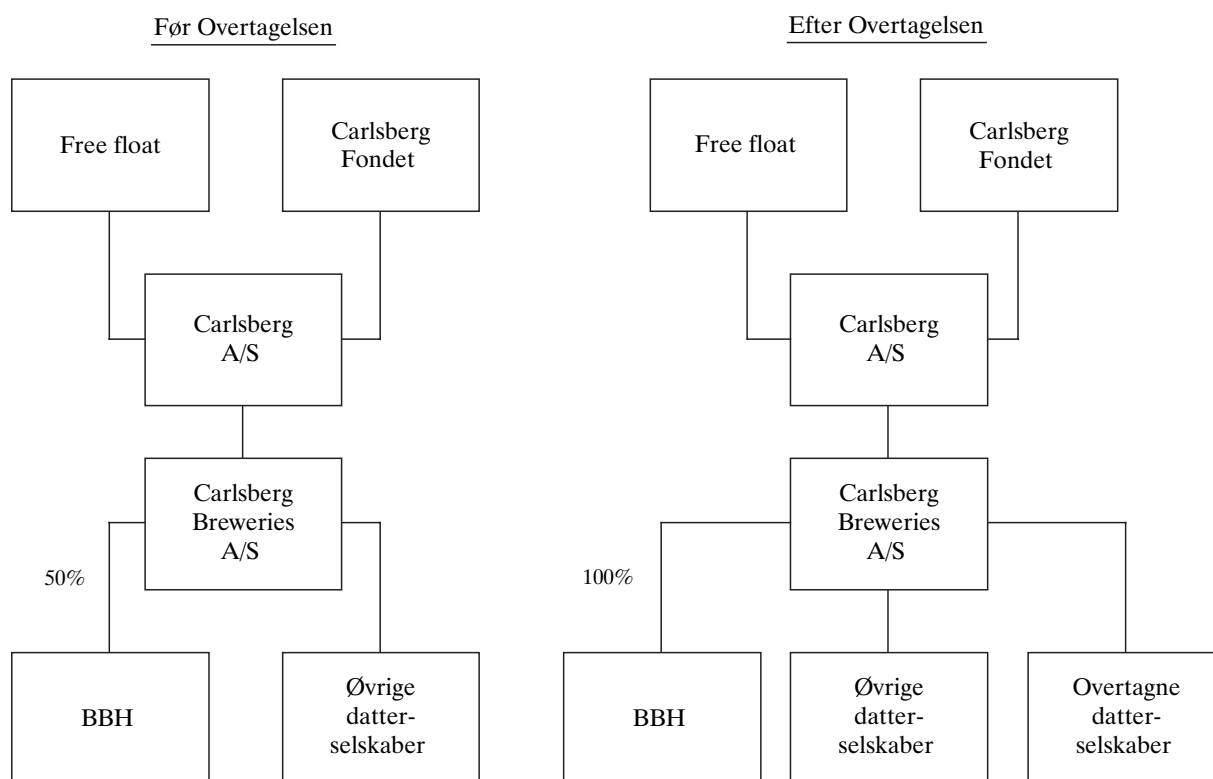 Før Overtagelsen
Free float
Carlsberg
Fondet
Carlsberg
A/S
Carlsberg
Breweries
A/S
50%
BBH
Øvrige
datter-
selskaber
Efter Overtagelsen
Free float
Carlsberg
Fondet
Carlsberg
A/S
Carlsberg
Breweries
A/S
100%
BBH
Øvrige
datter-
selskaber
Overtagne
datter-
selskaber